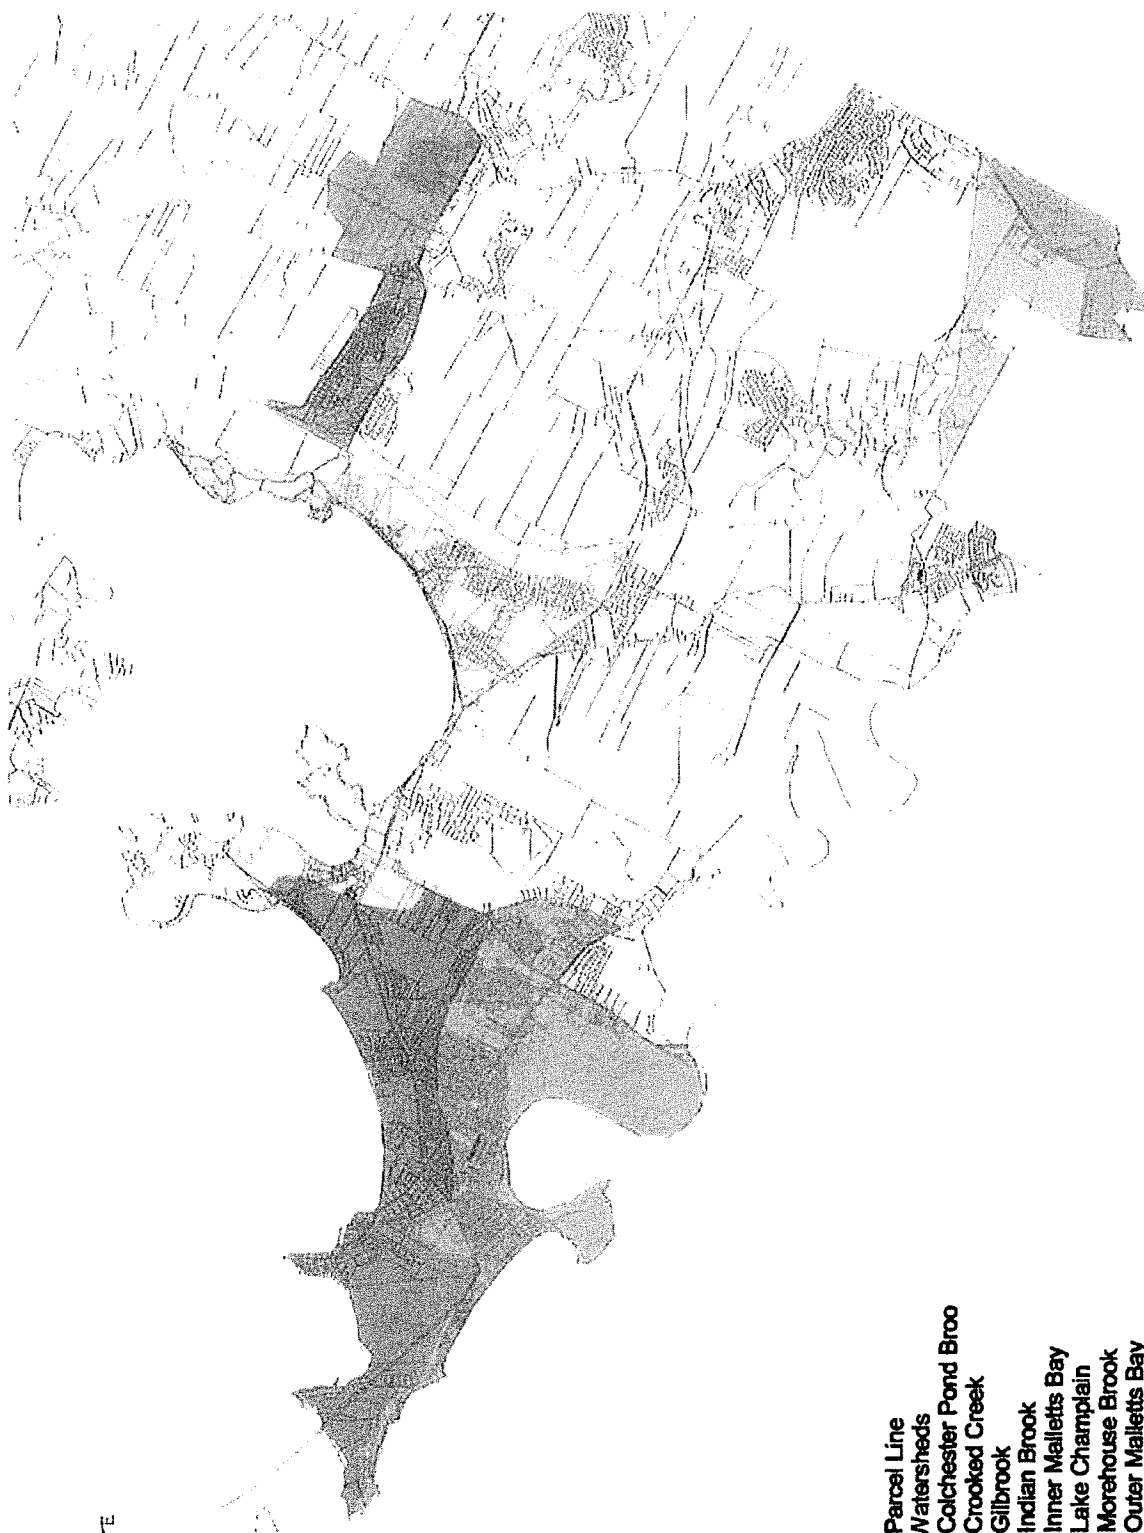 E
Parcel Line
Watersheds
Colchester Pond Broo
Crooked Creek
Gilbrook
Indian Brook
Inner Malletts Bay
Lake Champlain
Morehouse Brook
Outer Malletts Bay